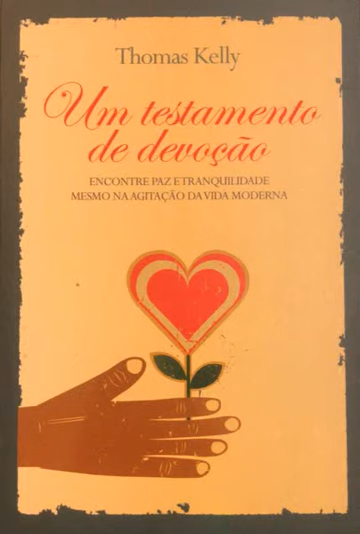 Thomas Kelly
Um testamento
de devoção
ENCONTRE PAZ E TRANQUILIDADE
MESMO NA AGITAÇÃO DA VIDA MODERNA